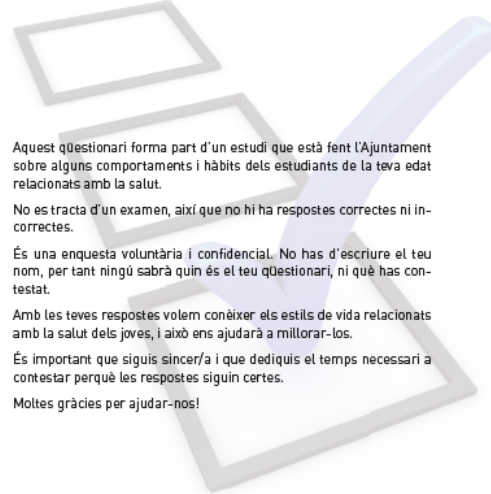 Aquest qüestionari forma part d'un estudi que està fent l'Ajuntament
sobre alguns comportaments i hàbits dels estudiants de la teva edat
relacionats amb la salut.
No es tracta d'un examen, així que no hi ha respostes correctes ni in-
correctes.
És una enquesta voluntària i confidencial. No has d'escriure el teu
nom, per tant ningú sabrà quin és el teu qüestionari, ni què has con-
testat.
Amb les teves respostes volem conèixer els estils de vida relacionats
amb la salut dels joves, i això ens ajudarà a millorar-los.
És important que siguis sincer/a i que dediquis el temps necessari a
contestar perquè les respostes siguin certes.
Moltes gràcies per ajudar-nos!